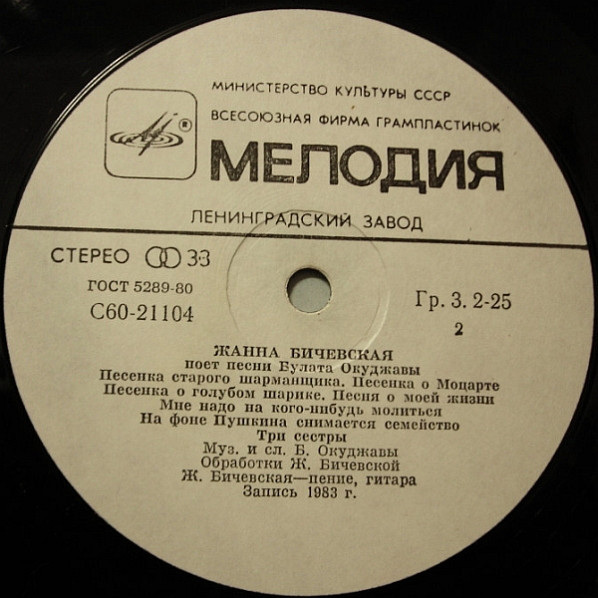 МИНИСТЕРСТВО КУЛЬТУРЫ СССР
ВСЕСОЮЗНАЯ ФИРМА ГРАМПЛАСТИНОК
®
МЕЛОДИЯ
ЛЕНИНГРАДСКИЙ ЗАВОД
СТЕРЕО 33
ГОСТ 5289-80
С60-21104
Гр. 3. 2-25
2
ЖАННА БИЧЕВСКАЯ
поет песни Булата Окуджавы
Песенка старого шарманщика. Песенка о Моцарте
Песенка о голубом шарике. Песня о моей жизни
Мне надо на кого-нибудь молиться
На фоне Пушкина снимается семейство
Три сестры
Муз. и сл. Б. Окуджавы
Обработки Ж. Бичевской
Ж. Бичевская—пение, гитара
Запись 1983 г.